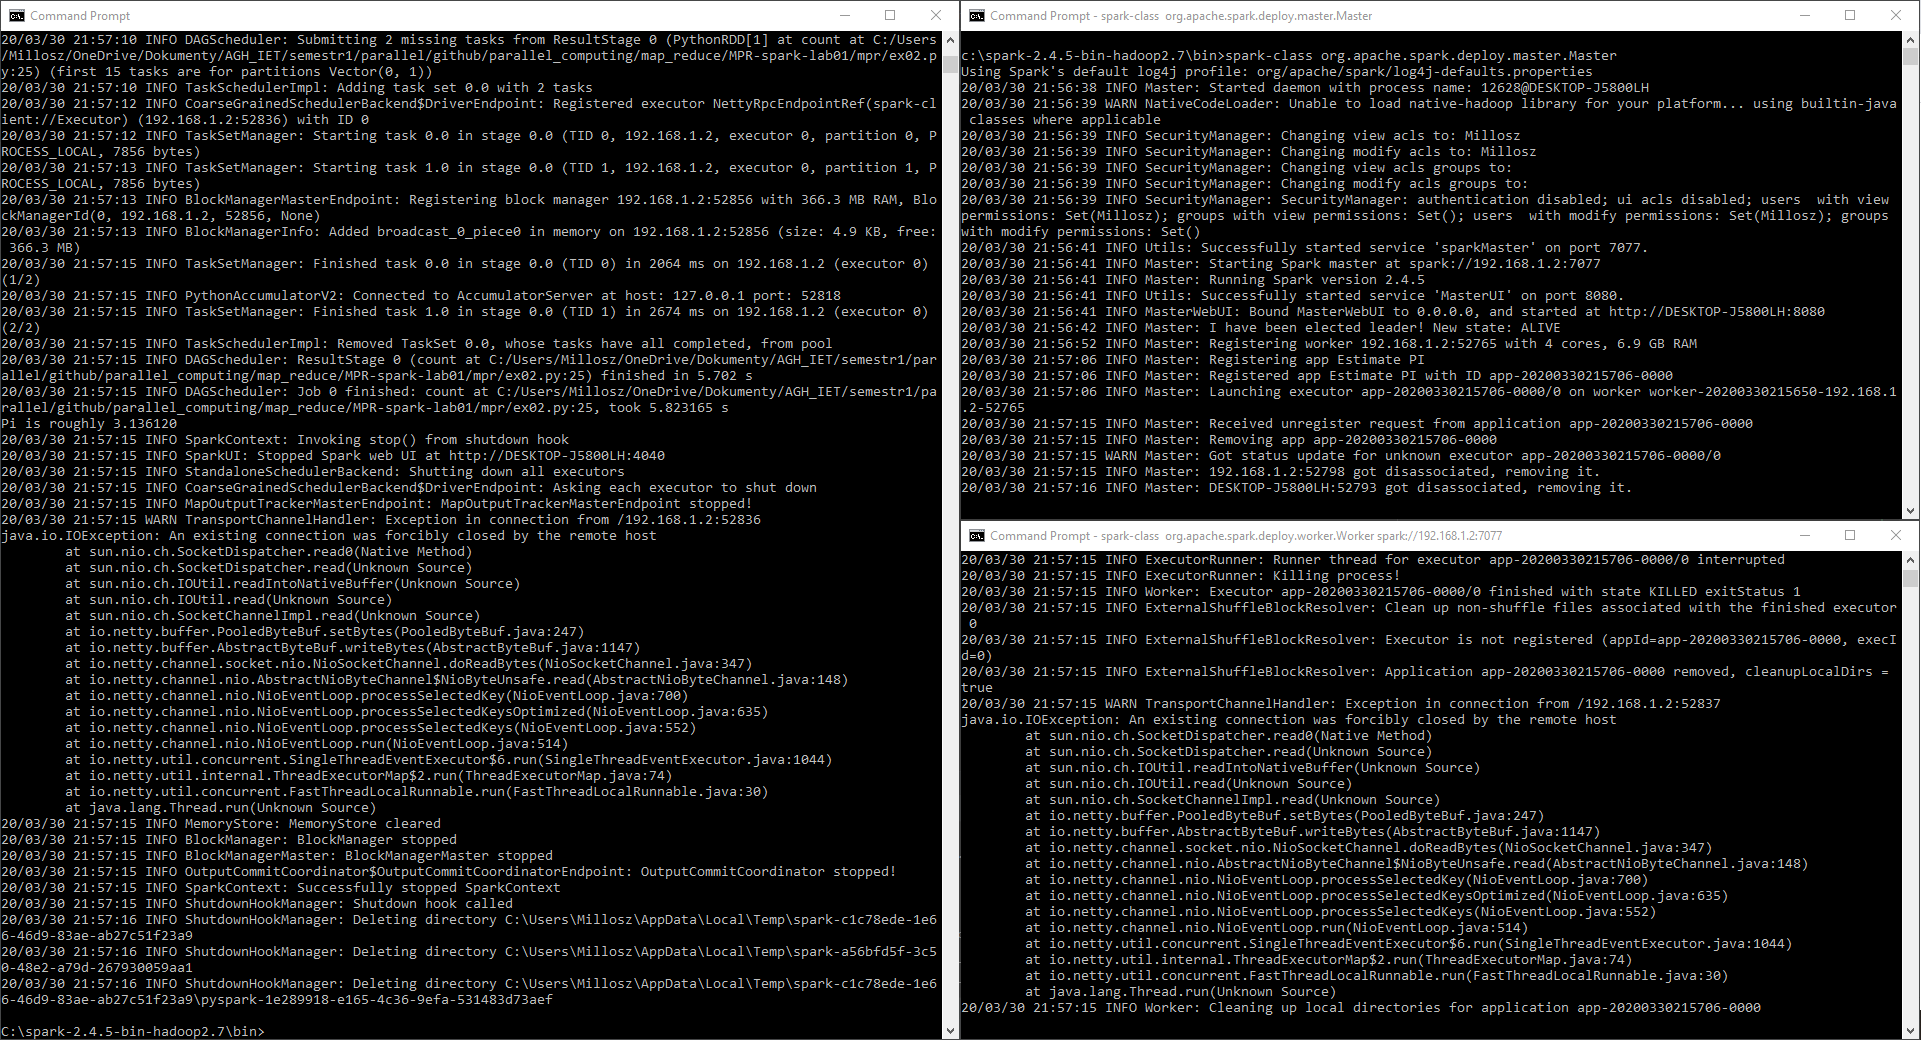 Command Prompt
20/03/30 21:57:10 INFO DAGScheduler: Submitting 2 missing tasks from ResultStage 0 (PythonRDD[1] at count at C:/Users
/Millosz/OneDrive/Dokumenty/AGH_IET/semestr1/parallel/github/parallel_computing/map_reduce/MPR-spark-lab01/mpr/ex02.p
y:25) (first 15 tasks are for partitions Vector(0, 1))
20/03/30 21:57:10 INFO TaskSchedulerImpl: Adding task set 0.0 with 2 tasks
20/03/30 21:57:12 INFO CoarseGrainedSchedulerBackend$DriverEndpoint: Registered executor NettyRpcEndpointRef(spark-cl
ient://Executor) (192.168.1.2:52836) with ID 0
20/03/30 21:57:12 INFO TaskSetManager: Starting task 0.0 in stage 0.0 (TID 0, 192.168.1.2, executor 0, partition 0, P
ROCESS_LOCAL, 7856 bytes)
20/03/30 21:57:13 INFO TaskSetManager: Starting task 1.0 in stage 0.0 (TID 1, 192.168.1.2, executor 0, partition 1, P
ROCESS_LOCAL, 7856 bytes)
20/03/30 21:57:13 INFO BlockManagerMasterEndpoint: Registering block manager 192.168.1.2:52856 with 366.3 MB RAM, Blo
ckManagerId(0, 192.168.1.2, 52856, None)
20/03/30 21:57:13 INFO BlockManagerInfo: Added broadcast_0_piece0 in memory on 192.168.1.2:52856 (size: 4.9 KB, free:
366.3 MB)
20/03/30 21:57:15 INFO TaskSetManager: Finished task 0.0 in stage 0.0 (TID 0) in 2064 ms on 192.168.1.2 (executor 0)
(1/2)
20/03/30 21:57:15 INFO PythonAccumulatorV2: Connected to AccumulatorServer at host: 127.0.0.1 port: 52818
20/03/30 21:57:15 INFO TaskSetManager: Finished task 1.0 in stage 0.0 (TID 1) in 2674 ms on 192.168.1.2 (executor 0)
(2/2)
20/03/30 21:57:15 INFO TaskSchedulerImpl: Removed TaskSet 0.0, whose tasks have all completed, from pool
20/03/30 21:57:15 INFO DAGScheduler: ResultStage 0 (count at C:/Users/Millosz/OneDrive/Dokumenty/AGH_IET/semestr1/par
allel/github/parallel_computing/map_reduce/MPR-spark-lab01/mpr/ex02.py:25) finished in 5.702 s
20/03/30 21:57:15 INFO DAGScheduler: Job 0 finished: count at C:/Users/Millosz/OneDrive/Dokumenty/AGH_IET/semestr1/pa
rallel/github/parallel_computing/map_reduce/MPR-spark-lab01/mpr/ex02.py:25, took 5.823165 s
Pi is roughly 3.136120
20/03/30 21:57:15 INFO SparkContext: Invoking stop() from shutdown hook
20/03/30 21:57:15 INFO SparkUI: Stopped Spark web UI at http://DESKTOP-J5800LH:4040
20/03/30 21:57:15 INFO StandaloneSchedulerBackend: Shutting down all executors
20/03/30 21:57:15 INFO CoarseGrainedSchedulerBackend$DriverEndpoint: Asking each executor to shut down
20/03/30 21:57:15 INFO MapOutputTrackerMasterEndpoint: MapOutputTrackerMasterEndpoint stopped!
20/03/30 21:57:15 WARN TransportChannelHandler: Exception in connection from /192.168.1.2:52836
java.io.IOException: An existing connection was forcibly closed by the remote host
at sun.nio.ch.SocketDispatcher.read0(Native Method)
at sun.nio.ch.SocketDispatcher.read(Unknown Source)
at sun.nio.ch.IOUtil.readIntoNativeBuffer(Unknown Source)
at sun.nio.ch.IOUtil.read(Unknown Source)
at sun.nio.ch.SocketChannelImpl.read(Unknown Source)
at io.netty.buffer.PooledByteBuf.setBytes(PooledByteBuf.java:247)
at io.netty.buffer.AbstractByteBuf.writeBytes(AbstractByteBuf.java:1147)
at io.netty.channel.socket.nio.NioSocketChannel.doReadBytes(NioSocketChannel.java:347)
at io.netty.channel.nio.AbstractNioByteChannel$NioByteUnsafe.read(AbstractNioByteChannel.java:148)
at io.netty.channel.nio.NioEventLoop.processSelectedKey(NioEventLoop.java:700)
at io.netty.channel.nio.NioEventLoop.processSelectedKeysOptimized(NioEventLoop.java:635)
at io.netty.channel.nio.NioEventLoop.processSelectedKeys(NioEventLoop.java:552)
at io.netty.channel.nio.NioEventLoop.run(NioEventLoop.java:514)
at io.netty.util.concurrent.SingleThreadEventExecutor$6.run(SingleThreadEventExecutor.java:1044)
at io.netty.util.internal.ThreadExecutorMap$2.run(ThreadExecutorMap.java:74)
at io.netty.util.concurrent.FastThreadLocalRunnable.run(FastThreadLocalRunnable.java:30)
at java.lang.Thread.run(Unknown Source)
20/03/30 21:57:15 INFO MemoryStore: MemoryStore cleared
20/03/30 21:57:15 INFO BlockManager: BlockManager stopped
20/03/30 21:57:15 INFO BlockManagerMaster: BlockManagerMaster stopped
20/03/30 21:57:15 INFO OutputCommitCoordinator$OutputCommitCoordinatorEndpoint: OutputCommitCoordinator stopped!
20/03/30 21:57:15 INFO SparkContext: Successfully stopped SparkContext
20/03/30 21:57:15 INFO ShutdownHookManager: Shutdown hook called
20/03/30 21:57:16 INFO ShutdownHookManager: Deleting directory C:\Users\Millosz\AppData\Local\Temp\spark-c1c78ede-1e6
6-46d9-83ae-ab27c51f23a9
20/03/30 21:57:16 INFO ShutdownHookManager: Deleting directory C:\Users\Millosz\AppData\Local\Temp\spark-a56bfd5f-3c5
0-48e2-a79d-267930059aa1
20/03/30 21:57:16 INFO ShutdownHookManager: Deleting directory C:\Users\Millosz\AppData\Local\Temp\spark-c1c78ede-1e6
6-46d9-83ae-ab27c51f23a9\pyspark-1e289918-e165-4c36-9efa-531483d73aef
C:\spark-2.4.5-bin-hadoop2.7\bin>
Command Prompt - spark-class org.apache.spark.deploy.master.Master
c:\spark-2.4.5-bin-hadoop2.7\bin>spark-class org.apache.spark.deploy.master.Master
Using Spark's default log4j profile: org/apache/spark/log4j-defaults.properties
20/03/30 21:56:38 INFO Master: Started daemon with process name: 12628@DESKTOP-J5800LH
20/03/30 21:56:39 WARN NativeCodeLoader: Unable to load native-hadoop library for your platform... using builtin-java
classes where applicable
20/03/30 21:56:39 INFO SecurityManager: Changing view acls to: Millosz
20/03/30 21:56:39 INFO SecurityManager: Changing modify acls to: Millosz
20/03/30 21:56:39 INFO SecurityManager: Changing view acls groups to:
20/03/30 21:56:39 INFO SecurityManager: Changing modify acls groups to:
20/03/30 21:56:39 INFO SecurityManager: SecurityManager: authentication disabled; ui acls disabled; users  with view
permissions: Set(Millosz); groups with view permissions: Set(); users  with modify permissions: Set(Millosz); groups
with modify permissions: Set()
20/03/30 21:56:41 INFO Utils: Successfully started service 'sparkMaster' on port 7077.
20/03/30 21:56:41 INFO Master: Starting Spark master at spark://192.168.1.2:7077
20/03/30 21:56:41 INFO Master: Running Spark version 2.4.5
20/03/30 21:56:41 INFO Utils: Successfully started service 'MasterUI' on port 8080.
20/03/30 21:56:41 INFO MasterWebUI: Bound MasterWebUI to 0.0.0.0, and started at http://DESKTOP-J5800LH:8080
20/03/30 21:56:42 INFO Master: I have been elected leader! New state: ALIVE
20/03/30 21:56:52 INFO Master: Registering worker 192.168.1.2:52765 with 4 cores, 6.9 GB RAM
20/03/30 21:57:06 INFO Master: Registering app Estimate PI
20/03/30 21:57:06 INFO Master: Registered app Estimate PI with ID app-20200330215706-0000
20/03/30 21:57:06 INFO Master: Launching executor app-20200330215706-0000/0 on worker worker-20200330215650-192.168.1
.2-52765
20/03/30 21:57:15 INFO Master: Received unregister request from application app-20200330215706-0000
20/03/30 21:57:15 INFO Master: Removing app app-20200330215706-0000
20/03/30 21:57:15 WARN Master: Got status update for unknown executor app-20200330215706-0000/0
20/03/30 21:57:15 INFO Master: 192.168.1.2:52798 got disassociated, removing it.
20/03/30 21:57:16 INFO Master: DESKTOP-J5800LH:52793 got disassociated, removing it.
Command Prompt - spark-class org.apache.spark.deploy.worker.Worker spark://192.168.1.2:7077
20/03/30 21:57:15 INFO ExecutorRunner: Runner thread for executor app-20200330215706-0000/0 interrupted
20/03/30 21:57:15 INFO ExecutorRunner: Killing process!
20/03/30 21:57:15 INFO Worker: Executor app-20200330215706-0000/0 finished with state KILLED exitStatus 1
20/03/30 21:57:15 INFO ExternalShuffleBlockResolver: Clean up non-shuffle files associated with the finished executor
0
20/03/30 21:57:15 INFO ExternalShuffleBlockResolver: Executor is not registered (appId=app-20200330215706-0000, execI
d=0)
20/03/30 21:57:15 INFO ExternalShuffleBlockResolver: Application app-20200330215706-0000 removed, cleanupLocalDirs =
true
20/03/30 21:57:15 WARN TransportChannelHandler: Exception in connection from /192.168.1.2:52837
java.io.IOException: An existing connection was forcibly closed by the remote host
at sun.nio.ch.SocketDispatcher.read0(Native Method)
at sun.nio.ch.SocketDispatcher.read(Unknown Source)
at sun.nio.ch.IOUtil.readIntoNativeBuffer(Unknown Source)
at sun.nio.ch.IOUtil.read(Unknown Source)
at sun.nio.ch.SocketChannelImpl.read(Unknown Source)
at io.netty.buffer.PooledByteBuf.setBytes(PooledByteBuf.java:247)
at io.netty.buffer.AbstractByteBuf.writeBytes(AbstractByteBuf.java:1147)
at io.netty.channel.socket.nio.NioSocketChannel.doReadBytes(NioSocketChannel.java:347)
at io.netty.channel.nio.AbstractNioByteChannel$NioByteUnsafe.read(AbstractNioByteChannel.java:148)
at io.netty.channel.nio.NioEventLoop.processSelectedKey(NioEventLoop.java:700)
at io.netty.channel.nio.NioEventLoop.processSelectedKeysOptimized(NioEventLoop.java:635)
at io.netty.channel.nio.NioEventLoop.processSelectedKeys(NioEventLoop.java:552)
at io.netty.channel.nio.NioEventLoop.run(NioEventLoop.java:514)
at io.netty.util.concurrent.SingleThreadEventExecutor$6.run(SingleThreadEventExecutor.java:1044)
at io.netty.util.internal.ThreadExecutorMap$2.run(ThreadExecutorMap.java:74)
at io.netty.util.concurrent.FastThreadLocalRunnable.run(FastThreadLocalRunnable.java:30)
at java.lang.Thread.run(Unknown Source)
20/03/30 21:57:15 INFO Worker: Cleaning up local directories for application app-20200330215706-0000